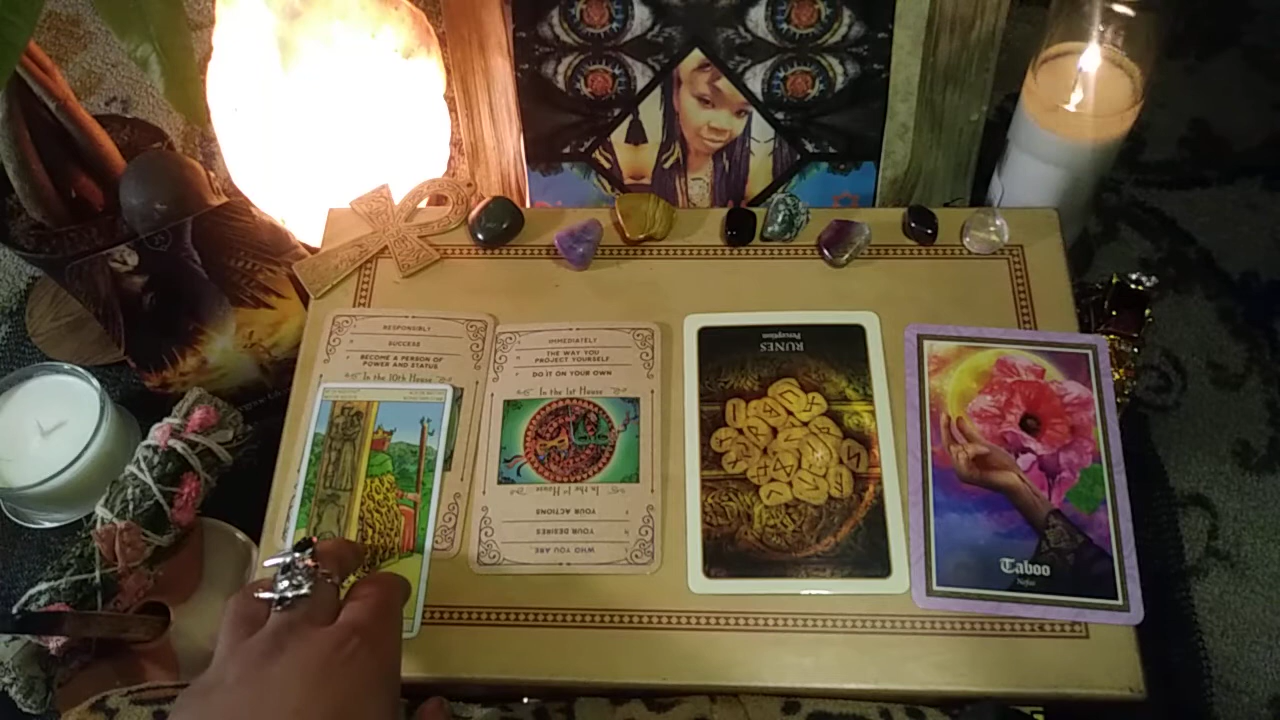 RESPONSIBLY
SUCCESS
BECOME A PERSON OF
POWER AND STATUS
In the 10th House
IMMEDIATELY
THE WAY YOU
PROJECT YOURSELF
DO IT ON YOUR OWN
In the 1st House
In the 1st House
YOUR ACTIONS
YOUR DESIRES
WHO YOU ARE
RUNES
Perception
Taboo